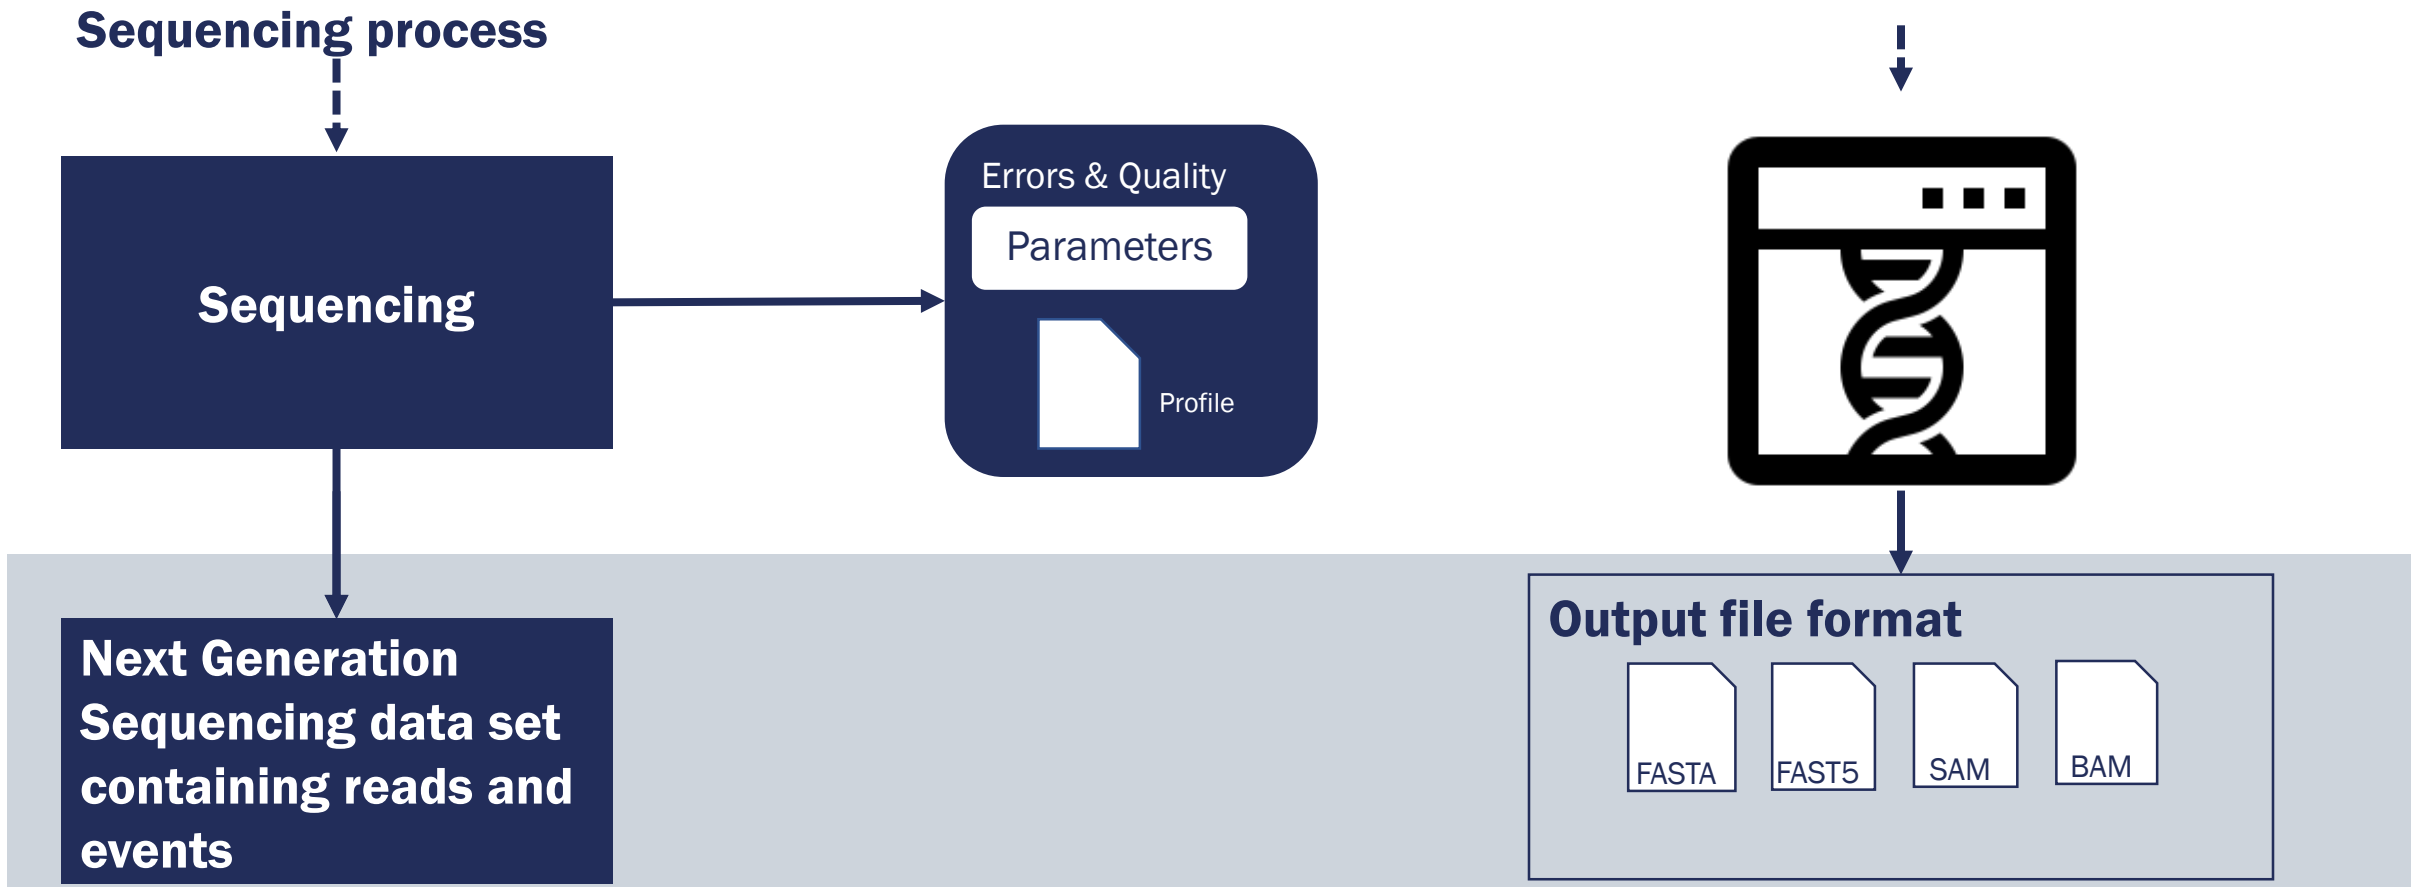 Sequencing process
Sequencing
Errors & Quality
Parameters
Profile
Next Generation
Sequencing data set
containing reads and
events
Output file format
FASTA
FAST5
SAM
BAM